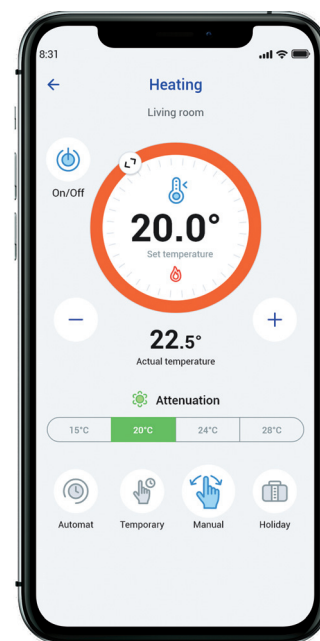 8:31
Heating
Living room
On/Off
20.0°
Set temperature
22.5°
Actual temperature
Attenuation
15°C 20°C 24°C 28°C
Automat Temporary Manual Holiday